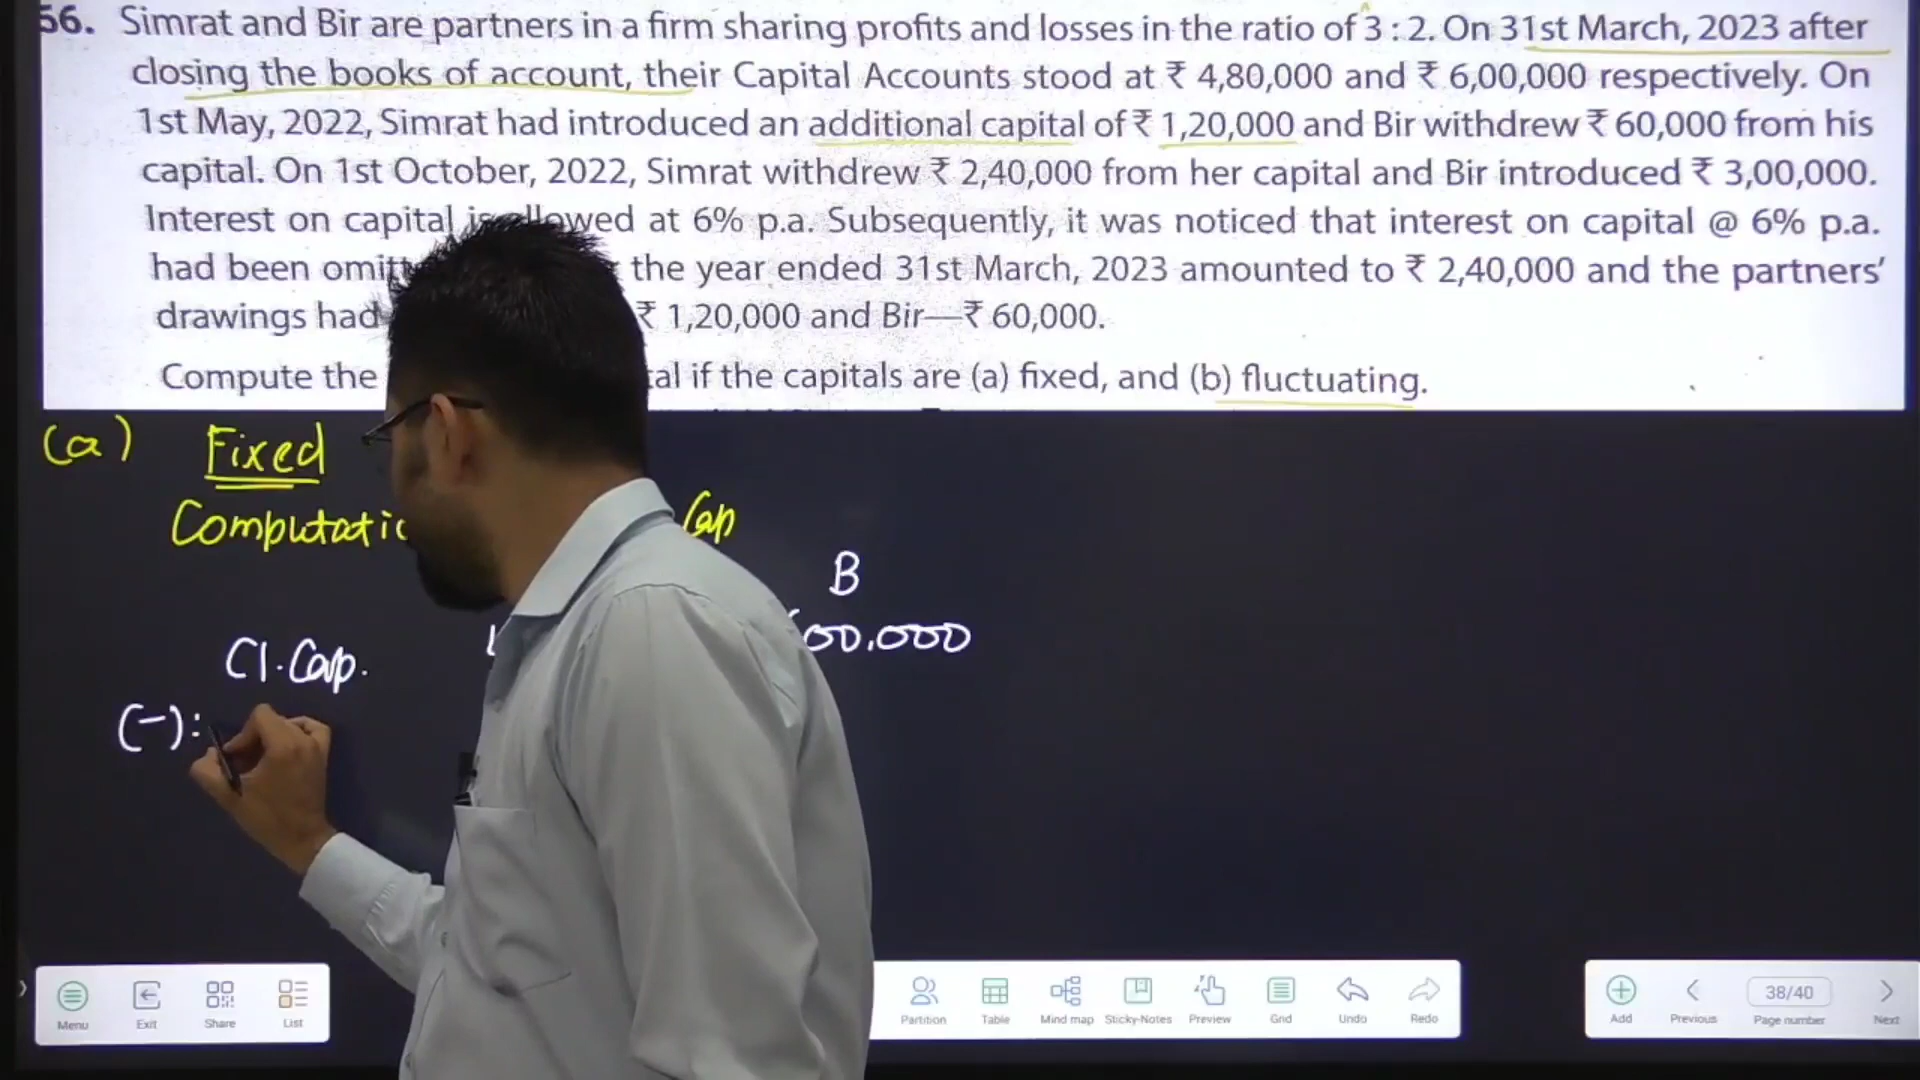 56. Simrat and Bir are partners in a firm sharing profits and losses in the ratio of 3 : 2. On 31st March, 2023 after
closing the books of account, their Capital Accounts stood at ₹ 4,80,000 and ₹ 6,00,000 respectively. On
1st May, 2022, Simrat had introduced an additional capital of ₹ 1,20,000 and Bir withdrew ₹ 60,000 from his
capital. On 1st October, 2022, Simrat withdrew ₹ 2,40,000 from her capital and Bir introduced ₹ 3,00,000.
Interest on capital is allowed at 6% p.a. Subsequently, it was noticed that interest on capital @ 6% p.a.
had been the year ended 31st March, 2023 amounted to ₹ 2,40,000 and the partners'
drawings had ₹ 1,20,000 and Bir—₹ 60,000.
Compute the if the capitals are (a) fixed, and (b) fluctuating.
(a) Fixed
Cap
B
00,000
Cl. Cap.
(-):
Menu Exit Share List Partition Table Mind map Sticky-Notes Preview Grid Undo Redo Add Previous 38/40 Page number Next